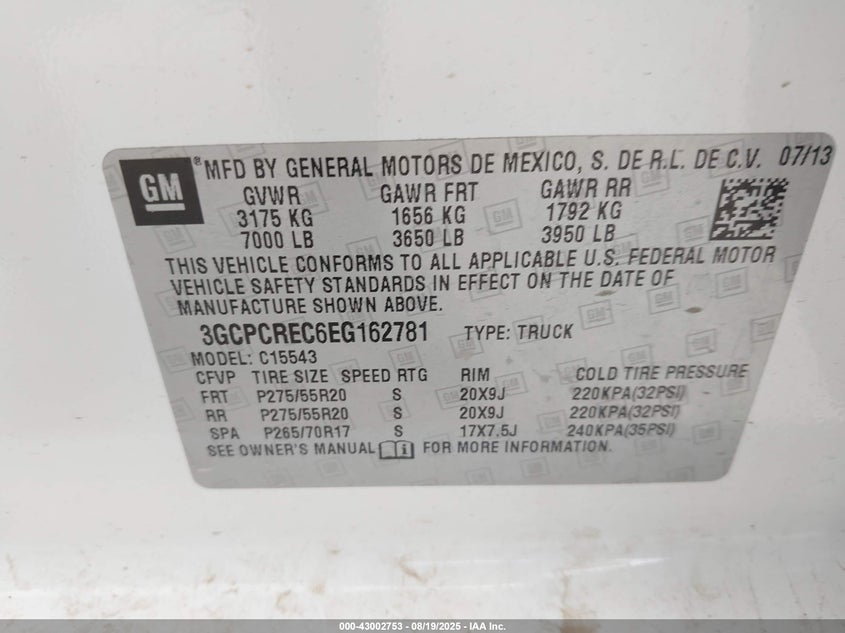 GM ® MFD BY GENERAL MOTORS DE MEXICO, S. DE R.L. DE C.V. 07/13
GVWR GAWR FRT GAWR RR
3175 KG 1656 KG 1792 KG
7000 LB 3650 LB 3950 LB
THIS VEHICLE CONFORMS TO ALL APPLICABLE U.S. FEDERAL MOTOR
VEHICLE SAFETY STANDARDS IN EFFECT ON THE DATE OF
MANUFACTURE SHOWN ABOVE.
3GCPCREC6EG162781 TYPE: TRUCK
MODEL: C15543
CFVP TIRE SIZE SPEED RTG RIM COLD TIRE PRESSURE
FRT P275/55R20 S 20X9J 220KPA(32PSI)
RR P275/55R20 S 20X9J 220KPA(32PSI)
SPA P265/70R17 S 17X7.5J 240KPA(35PSI)
SEE OWNER'S MANUAL FOR MORE INFORMATION.
000-43002753 - 08/19/2025 - IAA Inc.